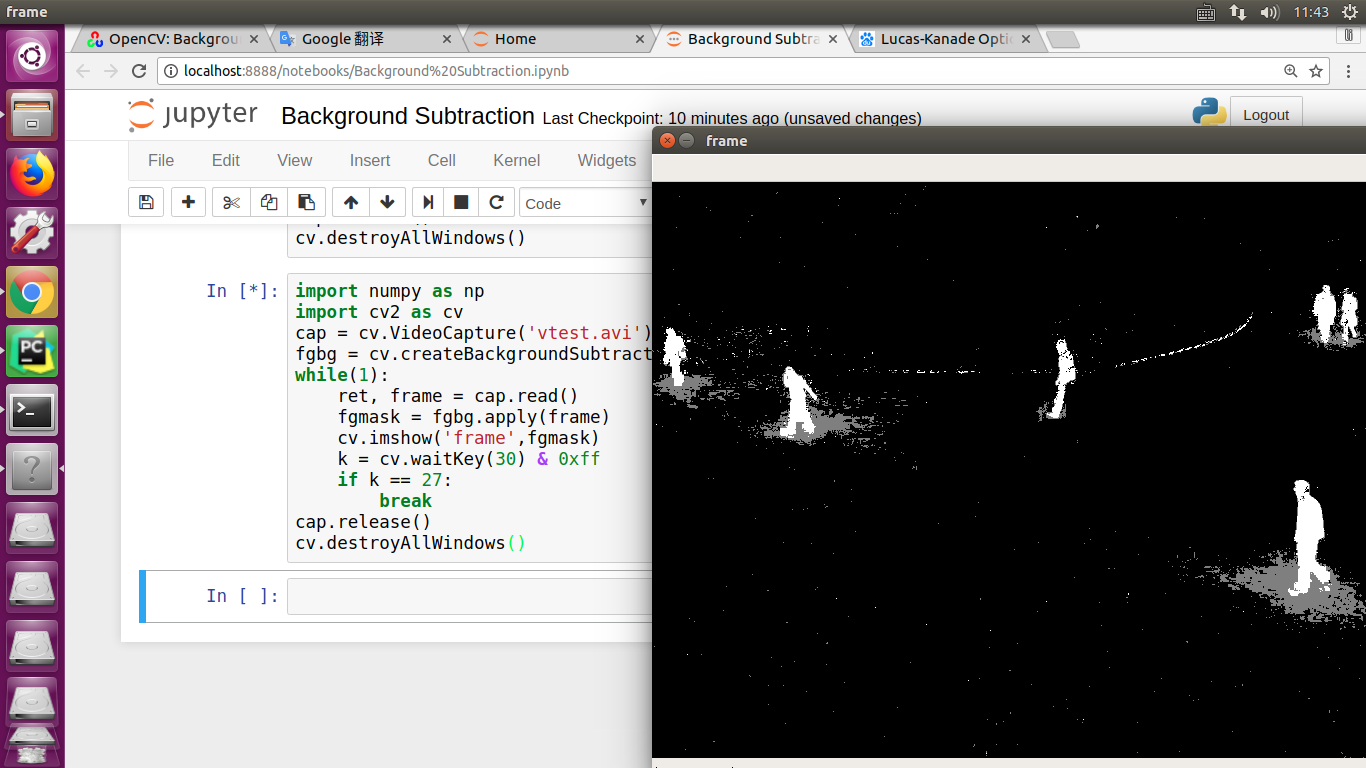 frame
11:43
OpenCV: Backgrou
Google 翻译
Home
Background Subtra
Lucas-Kanade Optic
localhost:8888/notebooks/Background%20Subtraction.ipynb
jupyter Background Subtraction Last Checkpoint: 10 minutes ago (unsaved changes)
Logout
File Edit View Insert Cell Kernel Widgets
Code
cv.destroyAllWindows()
In [*]:
import numpy as np
import cv2 as cv
cap = cv.VideoCapture('vtest.avi')
fgbg = cv.createBackgroundSubtract
while(1):
    ret, frame = cap.read()
    fgmask = fgbg.apply(frame)
    cv.imshow('frame',fgmask)
    k = cv.waitKey(30) & 0xff
    if k == 27:
        break
cap.release()
cv.destroyAllWindows()
In [ ]:
frame
PC